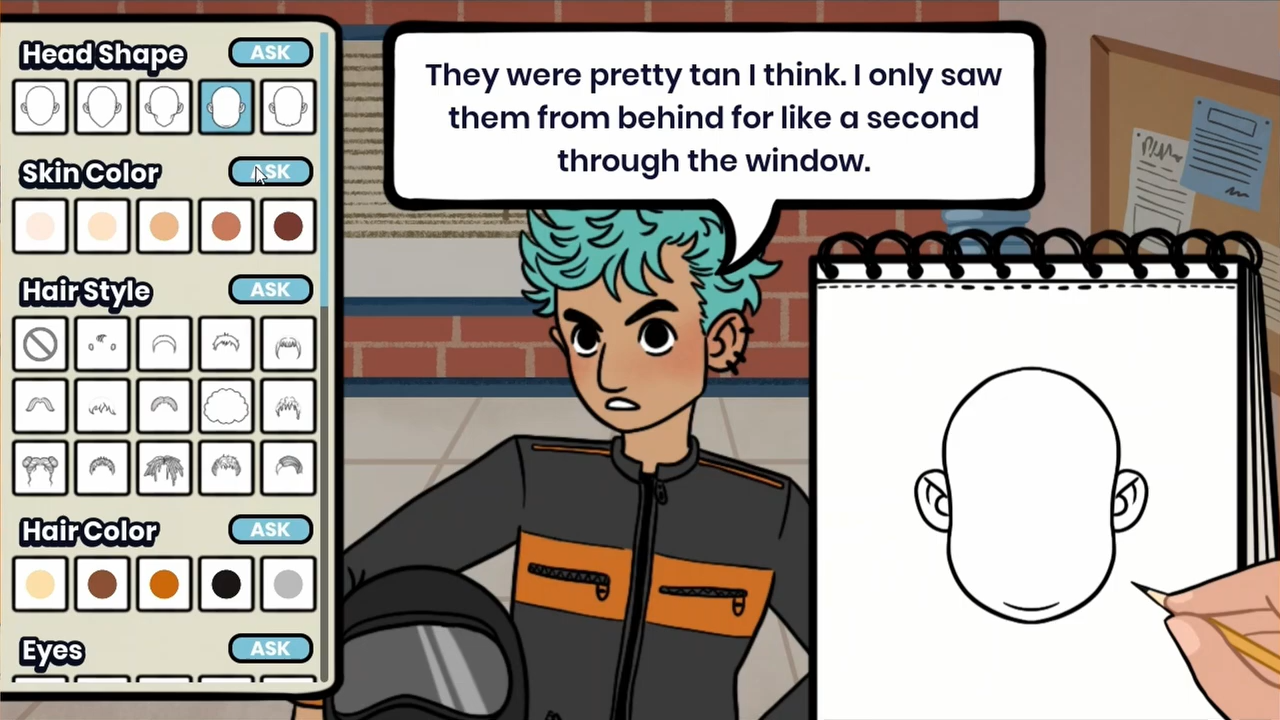 Head Shape
ASK
Skin Color
ASK
Hair Style
ASK
Hair Color
ASK
Eyes
ASK
They were pretty tan I think. I only saw
them from behind for like a second
through the window.